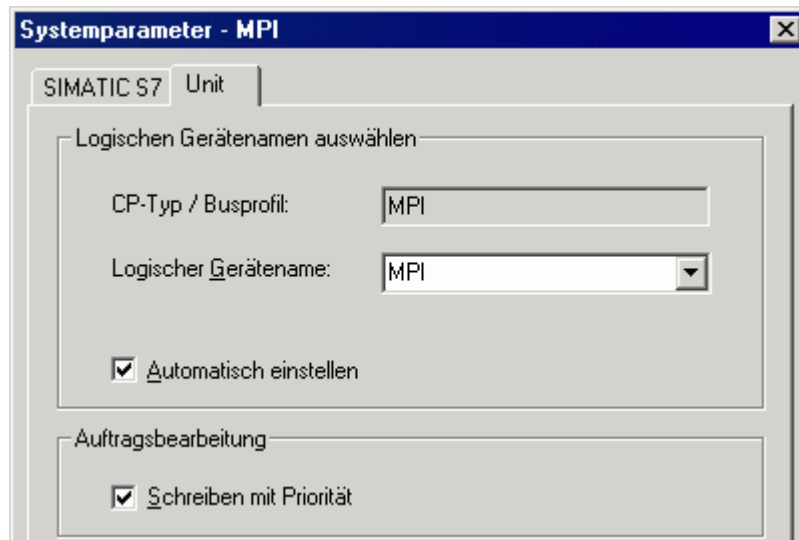 Systemparameter - MPI
SIMATIC S7 Unit
Logischen Gerätenamen auswählen
CP-Typ / Busprofil: MPI
Logischer Gerätename: MPI
Automatisch einstellen
Auftragsbearbeitung
Schreiben mit Priorität